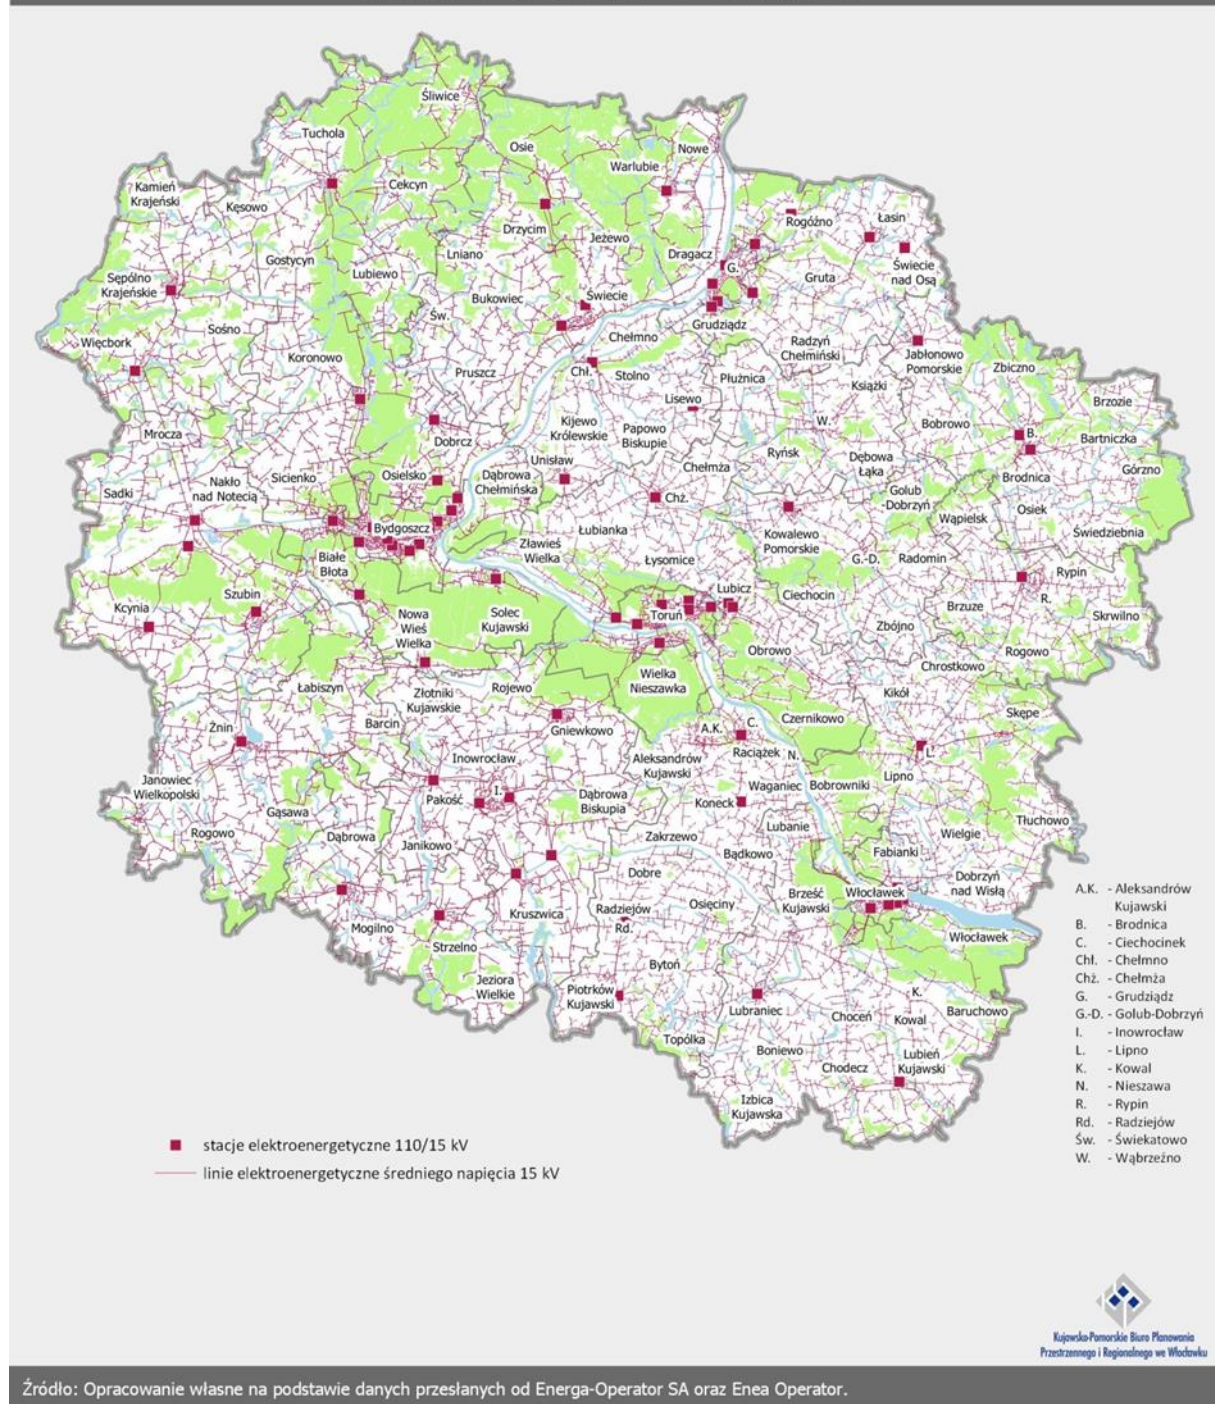 Śliwice
Tuchola
Osie
Nowe
Warlubie
Kamień
Krajeński
Cekcyn
Kęsowo
Rogóźno
Łasin
Drzycim
Jeżewo
Lniano
Dragacz
Gostycyn
Lubiewo
G.
Świecie
nad Osą
Gruta
Sępólno
Krajeńskie
Bukowiec
Świecie
Św.
Sośno
Grudziądz
Więcbork
Chełmno
Radzyń
Chełmiński
Jabłonowo
Pomorskie
Koronowo
Pruszcz
Chł.
Stolno
Płużnica
Książki
Zbiczno
Brzozie
Lisewo
Mrocza
Dobrcz
Kijewo
Królewskie
Papowo
Biskupie
W.
Bobrowo
B.
Bartniczka
Unisław
Chełmża
Ryńsk
Dębowa
Łąka
Górzno
Sicienko
Osielsko
Dąbrowa
Chełmińska
Brodnica
Sadki
Nakło
nad Notecią
Chż.
Golub
-Dobrzyń
Osiek
Wąpielsk
Świedziebnia
Bydgoszcz
Łubianka
Kowalewo
Pomorskie
Zławieś
Wielka
Białe
Błota
Łysomice
G.-D.
Radomin
Rypin
Szubin
Lubicz
Ciechocin
R.
Kcynia
Nowa
Wieś
Wielka
Solec
Kujawski
Toruń
Brzuze
Skrwilno
Zbójno
Obrowo
Rogowo
Chrostkowo
Wielka
Nieszawka
Łabiszyn
Złotniki
Kujawskie
Rojewo
Kikół
Czernikowo
Skępe
Żnin
Barcin
Gniewkowo
A.K.
C.
Raciążek
N.
L.
Inowrocław
Aleksandrów
Kujawski
Lipno
Janowiec
Wielkopolski
Pakość
I.
Dąbrowa
Biskupia
Koneck
Waganiec
Bobrowniki
Gąsawa
Tłuchowo
Rogowo
Dąbrowa
Janikowo
Zakrzewo
Lubanie
Wielgie
Bądkowo
Fabianki
Dobre
Dobrzyń
nad Wisłą
Brześć
Kujawski
Włocławek
Osięciny
Kruszwica
Radziejów
Rd.
Mogilno
Strzelno
Włocławek
Bytoń
Jeziora
Wielkie
Piotrków
Kujawski
K.
Lubraniec
Choceń
Kowal
Baruchowo
Topólka
Boniewo
Chodecz
Lubień
Kujawski
Izbica
Kujawska
A.K. - Aleksandrów
Kujawski
B. - Brodnica
C. - Ciechocinek
Chł. - Chełmno
Chż. - Chełmża
G. - Grudziądz
G.-D. - Golub-Dobrzyń
I. - Inowrocław
L. - Lipno
K. - Kowal
N. - Nieszawa
R. - Rypin
Rd. - Radziejów
Św. - Świekatowo
W. - Wąbrzeźno
stacje elektroenergetyczne 110/15 kV
linie elektroenergetyczne średniego napięcia 15 kV
Kujawsko-Pomorskie Biuro Planowania
Przestrzennego i Regionalnego we Włocławku
Źródło: Opracowanie własne na podstawie danych przesłanych od Energa-Operator SA oraz Enea Operator.